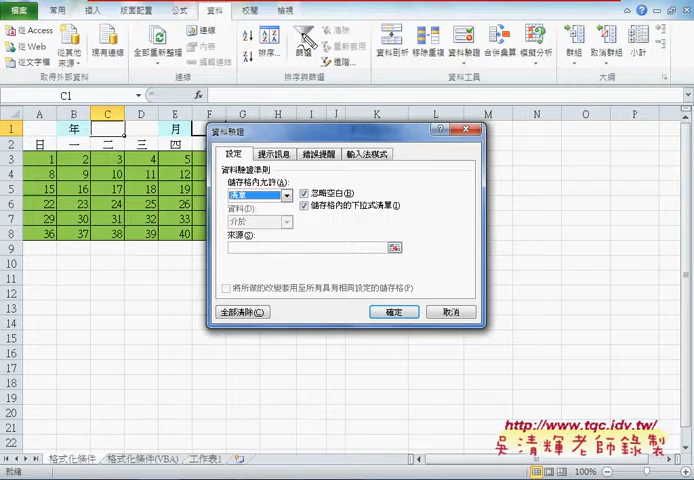 檔案 常用 插入 版面配置 公式 資料 校閱 檢視
從 Access
從 Web
從文字檔
從其他來源
現有連線
全部重新整理
連線
內容
排序...
篩選
清除
重新套用
進階...
資料剖析
移除重複
資料驗證
合併彙算
模擬分析
群組
取消群組
小計
取得外部資料 連線 排序與篩選 資料工具 大綱
C1 fx
A B C D E F G H I J K L M N O P
1 年 月
2 日 一 二 三 四
3 1 2 3 4 5
4 8 9 10 11 12
5 15 16 17 18 19
6 22 23 24 25 26
7 29 30 31 32 33
8 36 37 38 39 40
9
10
11
12
13
14
15
16
17
18
19
20
21
22
資料驗證
設定 提示訊息 錯誤提醒 輸入法模式
資料驗證準則
儲存格內允許(A):
清單
忽略空白(B)
資料(D):
儲存格內的下拉式清單(I)
介於
來源(S):
將所做的改變套用至所有具有相同設定的儲存格(P)
全部清除(C) 確定 取消
http://www.tqc.idv.tw/
吳清輝老師錄製
格式化條件 格式化條件(VBA) 工作表1
就緒 100%